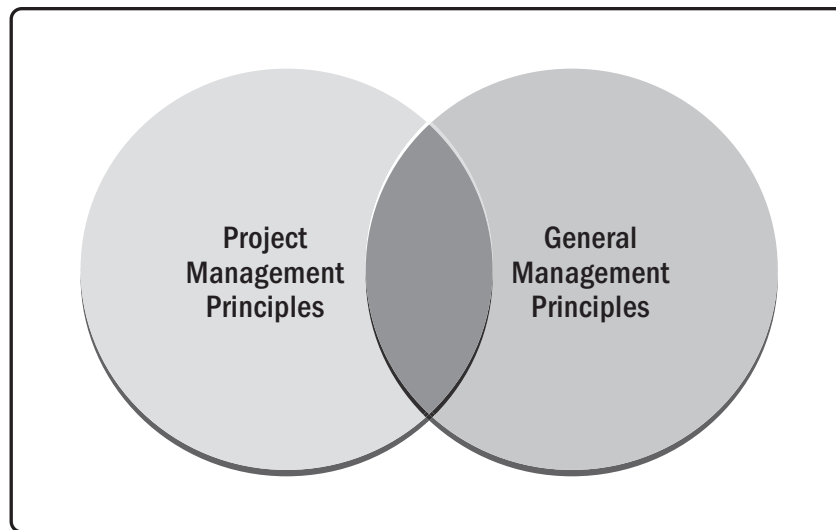 Project
Management
Principles
General
Management
Principles